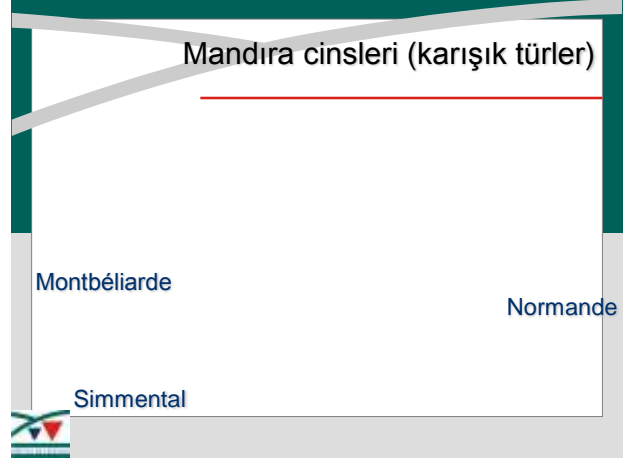 Mandıra cinsleri (karışık türler)
Montbéliarde
Normande
Simmental